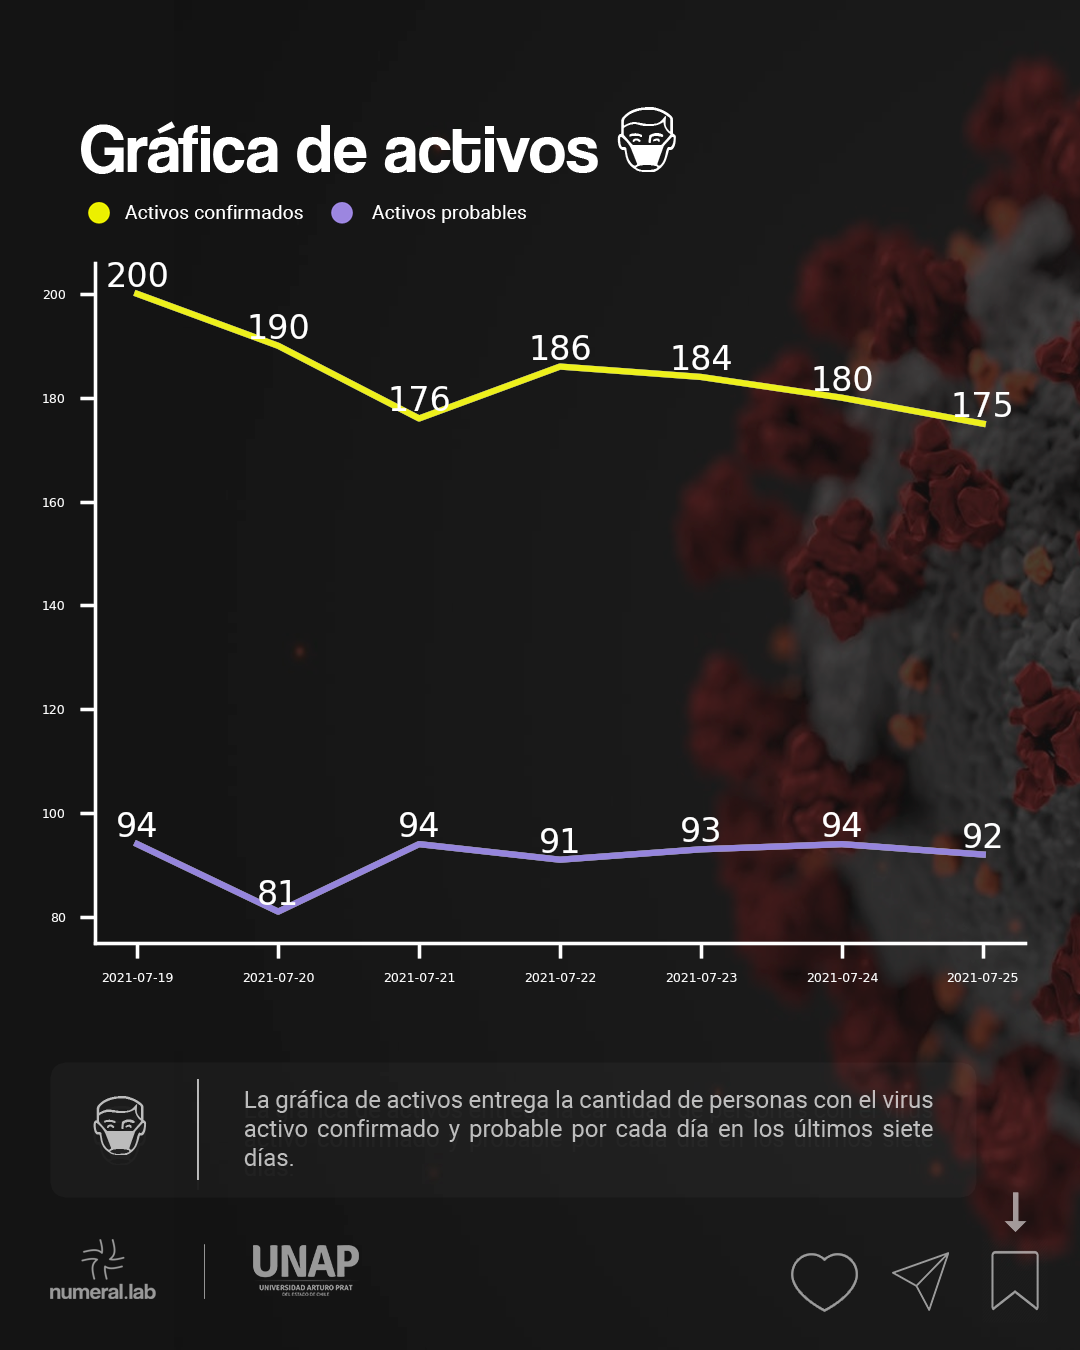 Gráfica de activos
Activos confirmados Activos probables
200
190
176
186
184
180
175
200
180
160
140
120
100
80
94
81
94
91
93
94
92
2021-07-19 2021-07-20 2021-07-21 2021-07-22 2021-07-23 2021-07-24 2021-07-25
La gráfica de activos entrega la cantidad de personas con el virus
activo confirmado y probable por cada día en los últimos siete
días.
numeral.lab
UNAP
UNIVERSIDAD ARTURO PRAT
DEL ESTADO DE CHILE